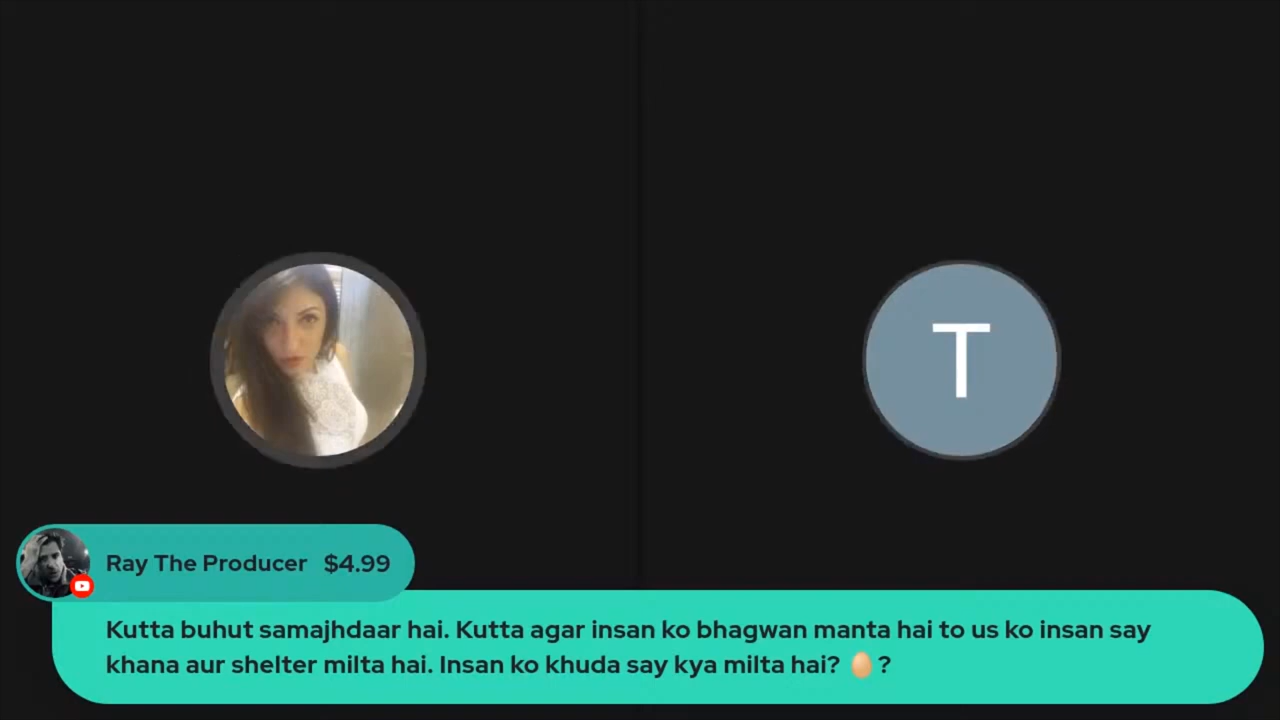 T
Ray The Producer $4.99
Kutta buhut samajhdaar hai. Kutta agar insan ko bhagwan manta hai to us ko insan say
khana aur shelter milta hai. Insan ko khuda say kya milta hai? 🥚?